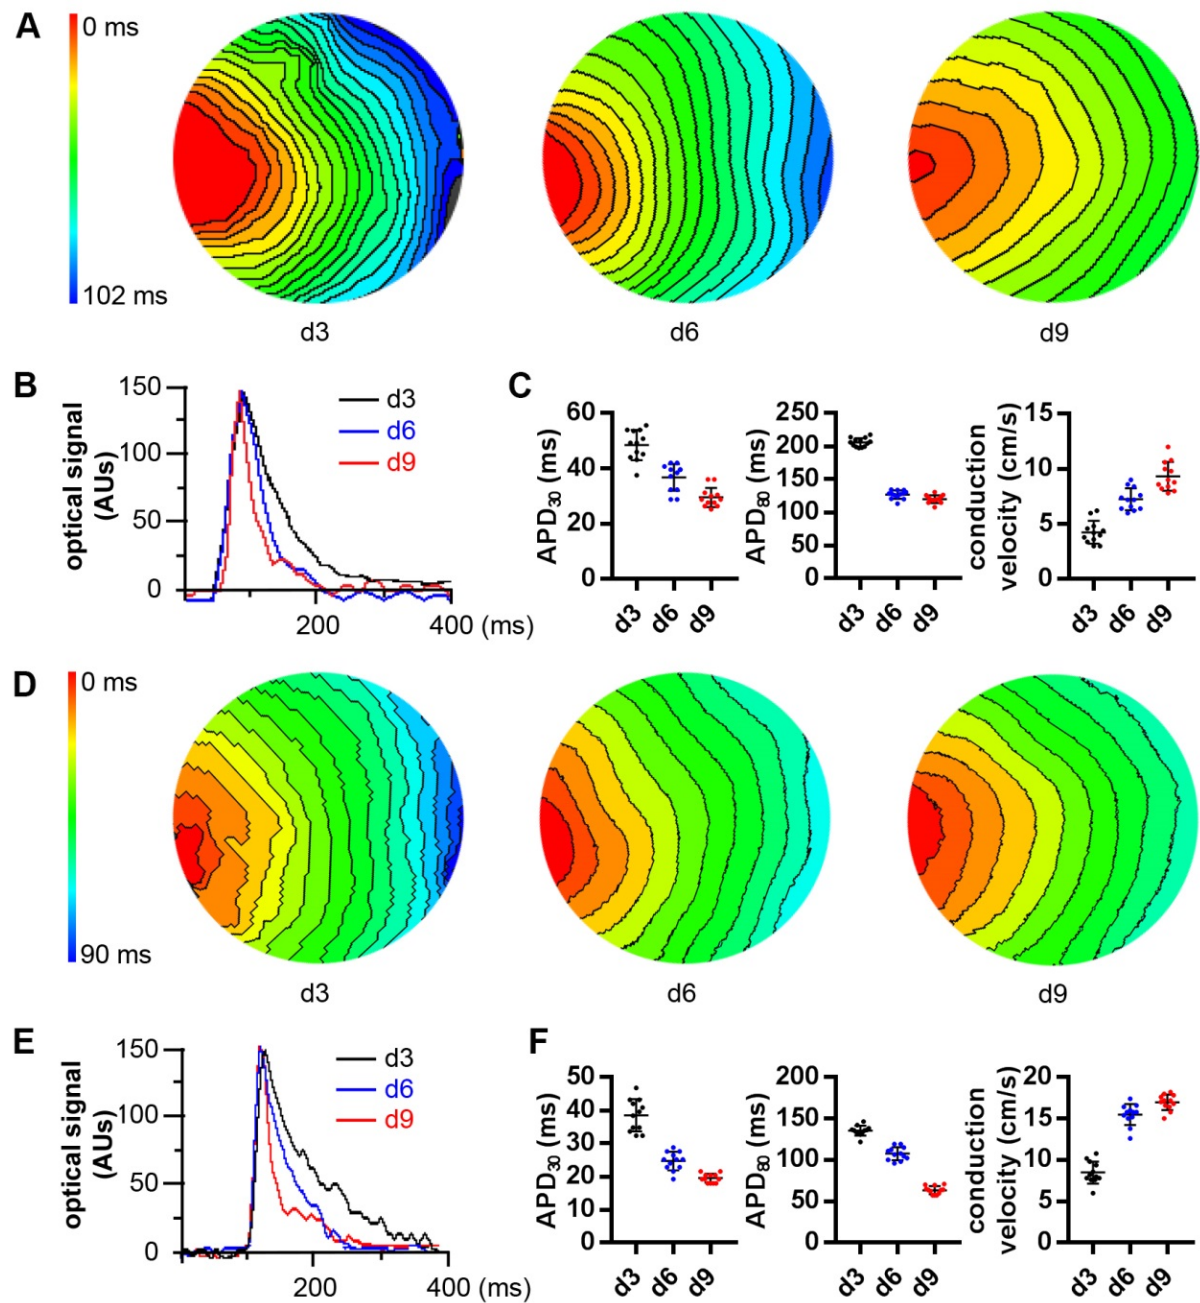 A
0 ms
102 ms
d3
d6
d9
B
optical signal
(AUs)
150
100
50
0
200
400 (ms)
d3
d6
d9
C
APD30 (ms)
60
40
20
0
d3
d6
d9
APD80 (ms)
250
200
150
100
50
0
d3
d6
d9
conduction
velocity (cm/s)
15
10
5
0
d3
d6
d9
D
0 ms
90 ms
d3
d6
d9
E
optical signal
(AUs)
150
100
50
0
200
400 (ms)
d3
d6
d9
F
APD30 (ms)
50
40
30
20
10
0
d3
d6
d9
APD80 (ms)
200
150
100
50
0
d3
d6
d9
conduction
velocity (cm/s)
20
15
10
5
0
d3
d6
d9